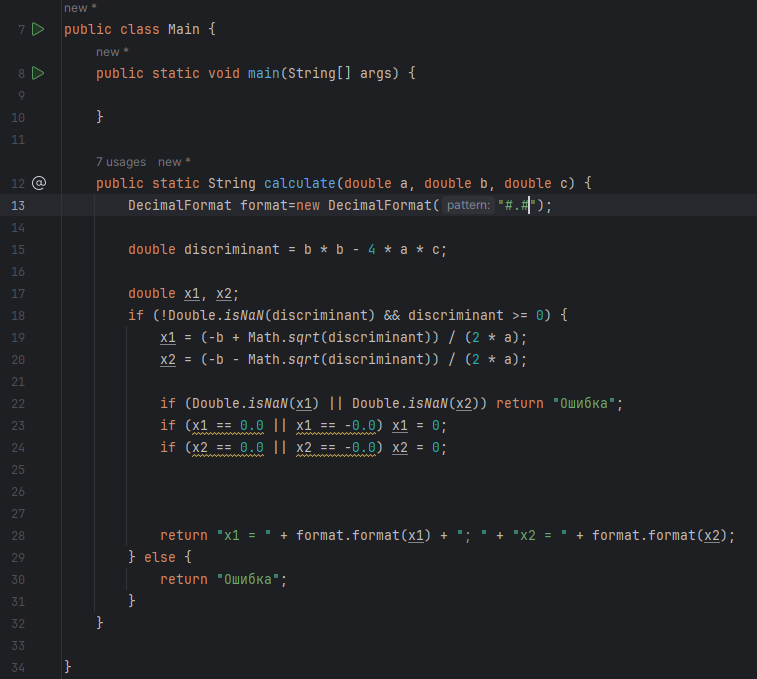 new *
7 public class Main {
new *
8 public static void main(String[] args) {
9
10 }
11
7 usages new *
12 @ public static String calculate(double a, double b, double c) {
13 DecimalFormat format=new DecimalFormat( pattern: "#.#");
14
15 double discriminant = b * b - 4 * a * c;
16
17 double x1, x2;
18 if (!Double.isNaN(discriminant) && discriminant >= 0) {
19 x1 = (-b + Math.sqrt(discriminant)) / (2 * a);
20 x2 = (-b - Math.sqrt(discriminant)) / (2 * a);
21
22 if (Double.isNaN(x1) || Double.isNaN(x2)) return "Ошибка";
23 if (x1 == 0.0 || x1 == -0.0) x1 = 0;
24 if (x2 == 0.0 || x2 == -0.0) x2 = 0;
25
26
27
28 return "x1 = " + format.format(x1) + "; " + "x2 = " + format.format(x2);
29 } else {
30 return "Ошибка";
31 }
32 }
33
34 }